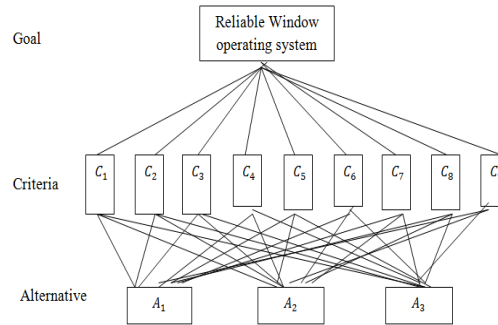 Goal
Reliable Window
operating system
Criteria
C₁ C₂ C₃ C₄ C₅ C₆ C₇ C₈ C
Alternative
A₁ A₂ A₃